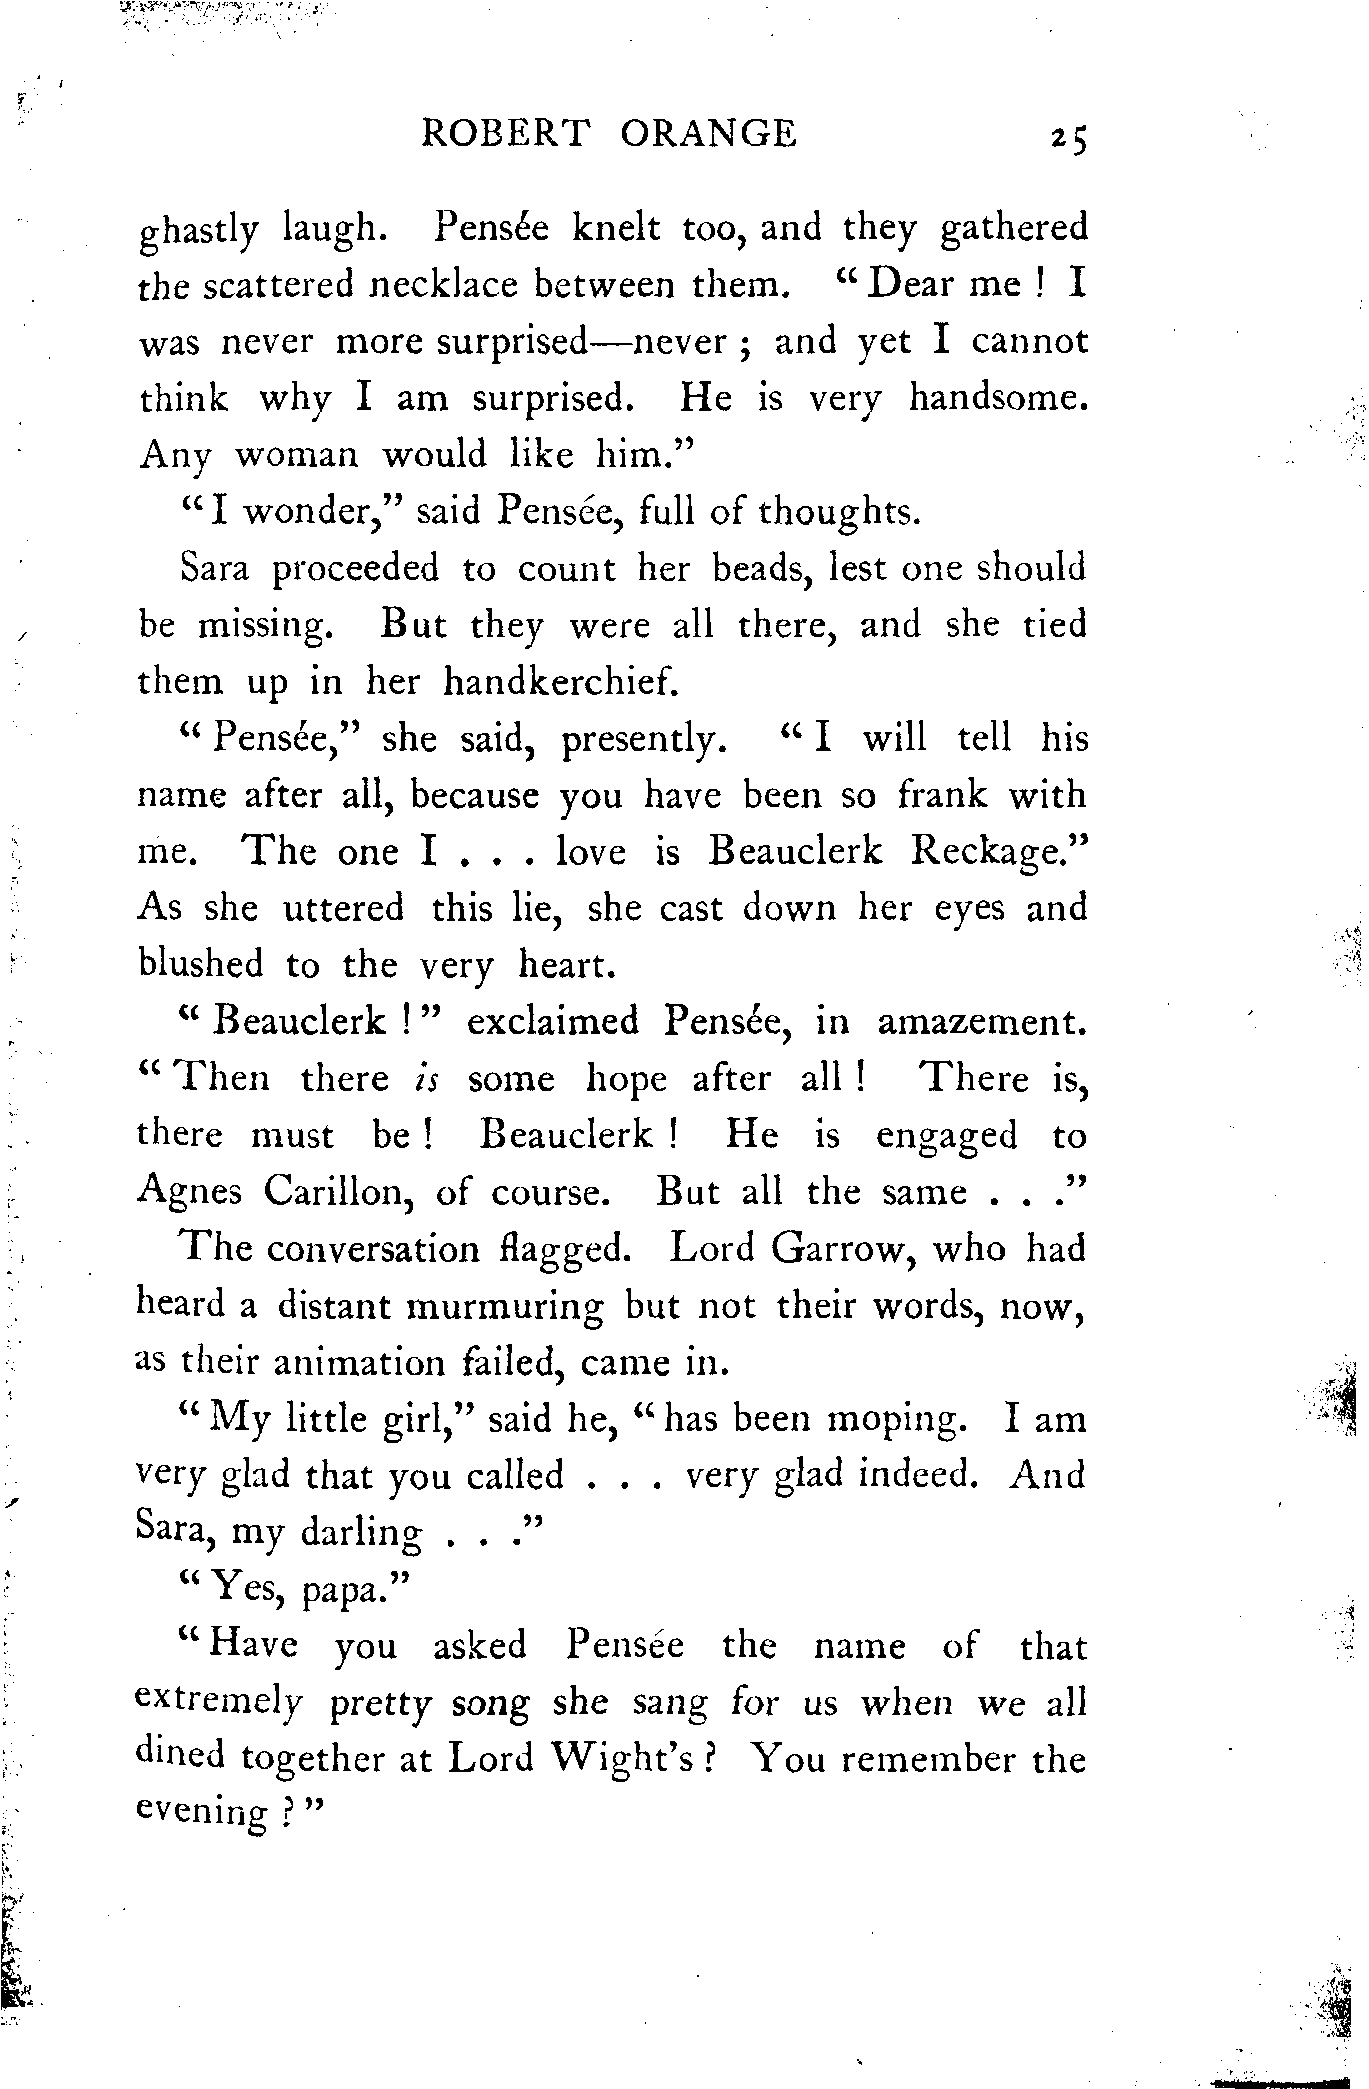 ROBERT ORANGE 25
ghastly laugh. Pensée knelt too, and they gathered
the scattered necklace between them. “ Dear me ! I
was never more surprised—never ; and yet I cannot
think why I am surprised. He is very handsome.
Any woman would like him.”
“ I wonder,” said Pensée, full of thoughts.
Sara proceeded to count her beads, lest one should
be missing. But they were all there, and she tied
them up in her handkerchief.
“ Pensée,” she said, presently. “ I will tell his
name after all, because you have been so frank with
me. The one I . . . love is Beauclerk Reckage.”
As she uttered this lie, she cast down her eyes and
blushed to the very heart.
“ Beauclerk ! ” exclaimed Pensée, in amazement.
“ Then there is some hope after all ! There is,
there must be ! Beauclerk ! He is engaged to
Agnes Carillon, of course. But all the same . . .”
The conversation flagged. Lord Garrow, who had
heard a distant murmuring but not their words, now,
as their animation failed, came in.
“ My little girl,” said he, “ has been moping. I am
very glad that you called . . . very glad indeed. And
Sara, my darling . . .”
“ Yes, papa.”
“ Have you asked Pensée the name of that
extremely pretty song she sang for us when we all
dined together at Lord Wight’s ? You remember the
evening ? ”